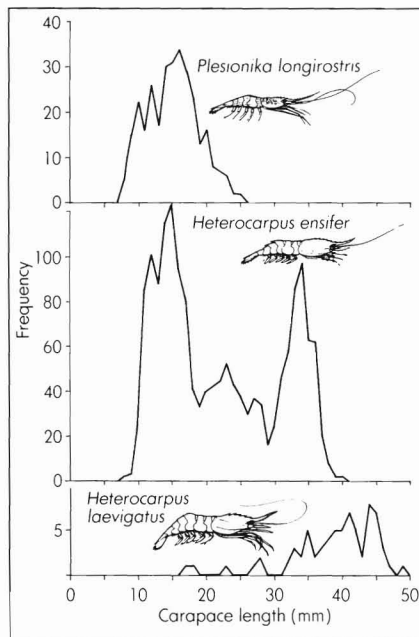 40
Plesionika longirostris
30
20
10
0
Heterocarpus ensifer
100
80
60
40
20
0
Frequency
Heterocarpus
laevigatus
5
0 10 20 30 40 50
Carapace length (mm)